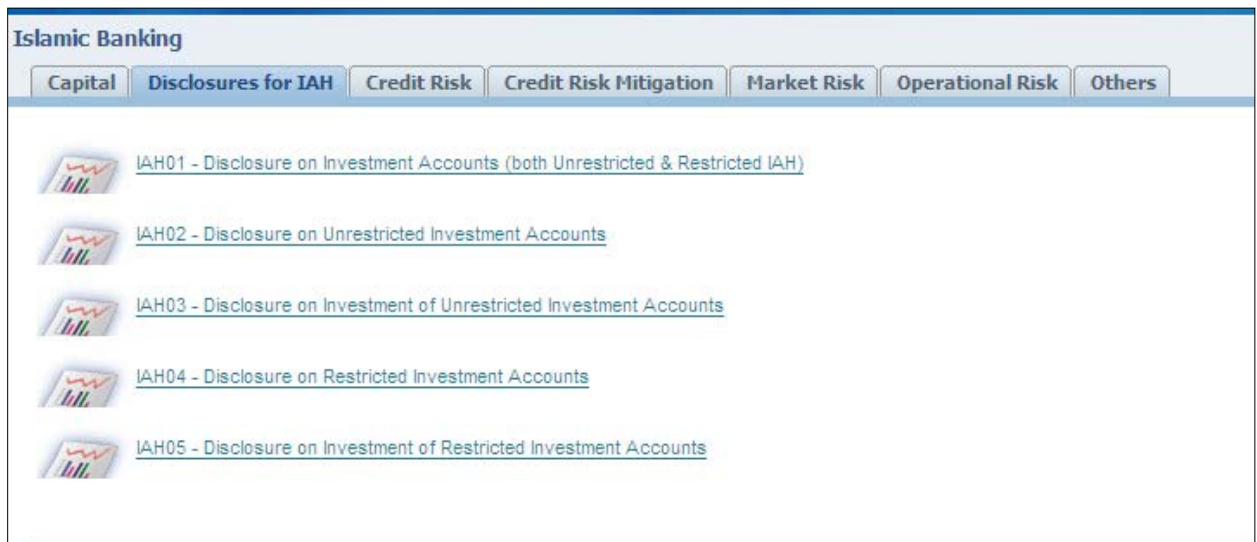 Islamic Banking
Capital Disclosures for IAH Credit Risk Credit Risk Mitigation Market Risk Operational Risk Others
IAH01 - Disclosure on Investment Accounts (both Unrestricted & Restricted IAH)
IAH02 - Disclosure on Unrestricted Investment Accounts
IAH03 - Disclosure on Investment of Unrestricted Investment Accounts
IAH04 - Disclosure on Restricted Investment Accounts
IAH05 - Disclosure on Investment of Restricted Investment Accounts